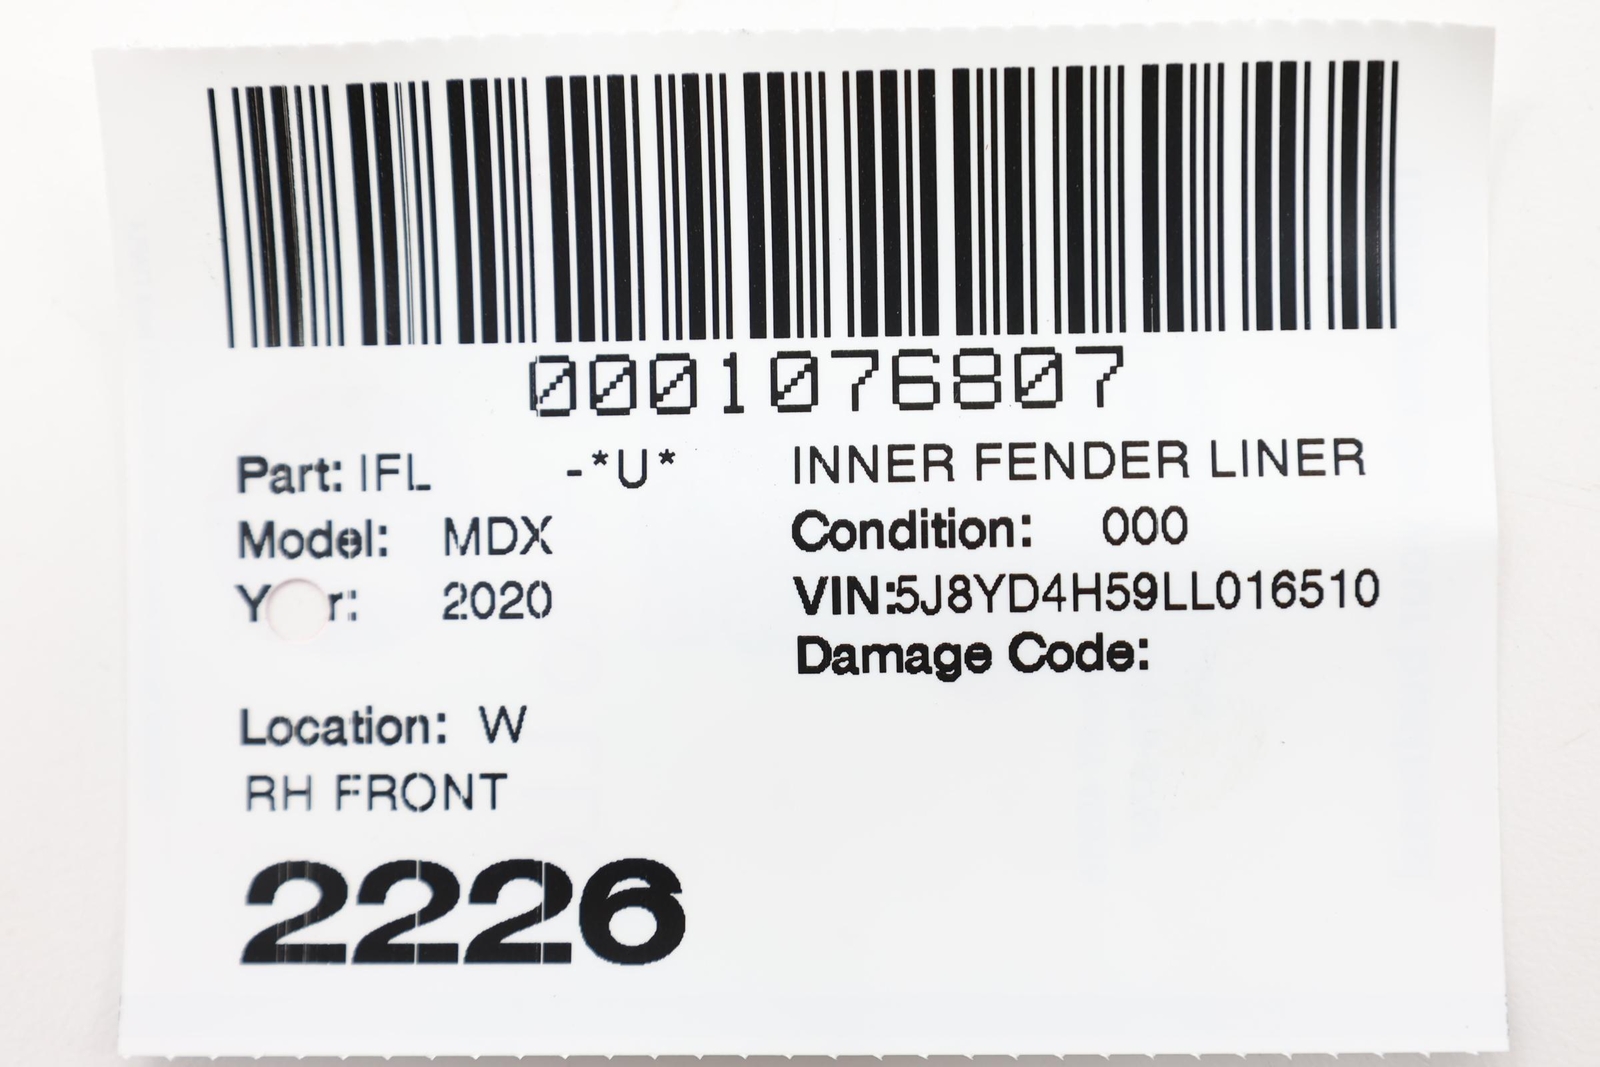 0001076807
Part: IFL -*U* INNER FENDER LINER
Model: MDX Condition: 000
Y r: 2020 VIN:5J8YD4H59LL016510
Damage Code:
Location: W
RH FRONT
2226